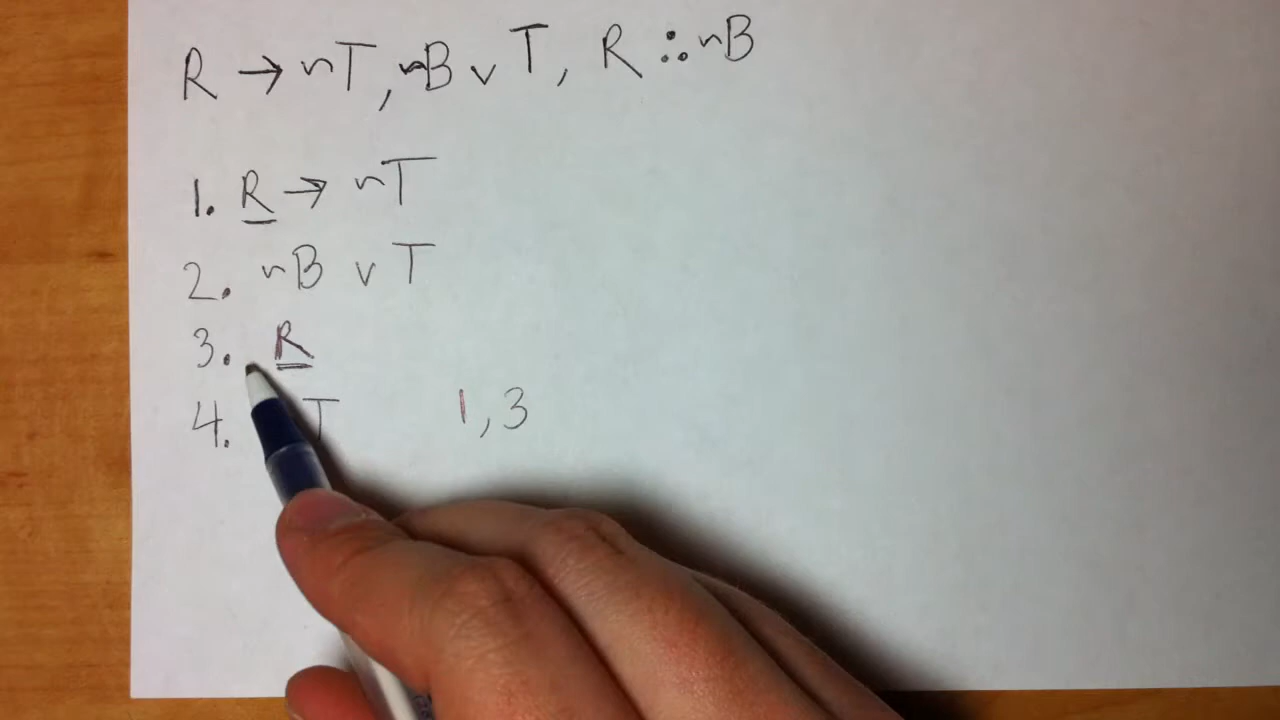 R → ~T, ~B v T, R ∴ ~B
1. R → ~T
2. ~B v T
3. R
4. T 1, 3